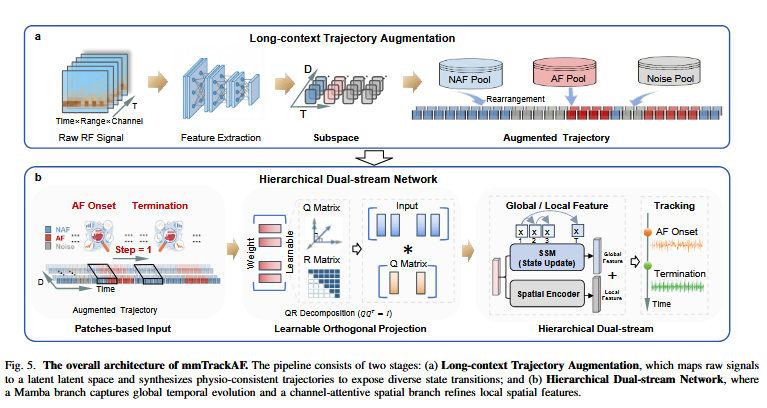 a
Long-context Trajectory Augmentation
D
T
T
NAF Pool
AF Pool
Noise Pool
Rearrangement
Time×Range×Channel
Raw RF Signal
Feature Extraction
Subspace
Augmented Trajectory
b
Hierarchical Dual-stream Network
AF Onset
Termination
NAF
AF
Noise
...
...
...
Step = 1
D
Time
Augmented Trajectory
Patches-based Input
Weight
Learnable
Q Matrix
R Matrix
Input
*
Q Matrix
QR Decomposition (qqᵀ = I)
Learnable Orthogonal Projection
Global / Local Feature
x x x x
1 2 3 T
SSM
(State Update)
Spatial Encoder
Global
Feature
+
Local
Feature
Hierarchical Dual-stream
Tracking
AF Onset
Termination
Time
Fig. 5. The overall architecture of mmTrackAF. The pipeline consists of two stages: (a) Long-context Trajectory Augmentation, which maps raw signals
to a latent latent space and synthesizes physio-consistent trajectories to expose diverse state transitions; and (b) Hierarchical Dual-stream Network, where
a Mamba branch captures global temporal evolution and a channel-attentive spatial branch refines local spatial features.